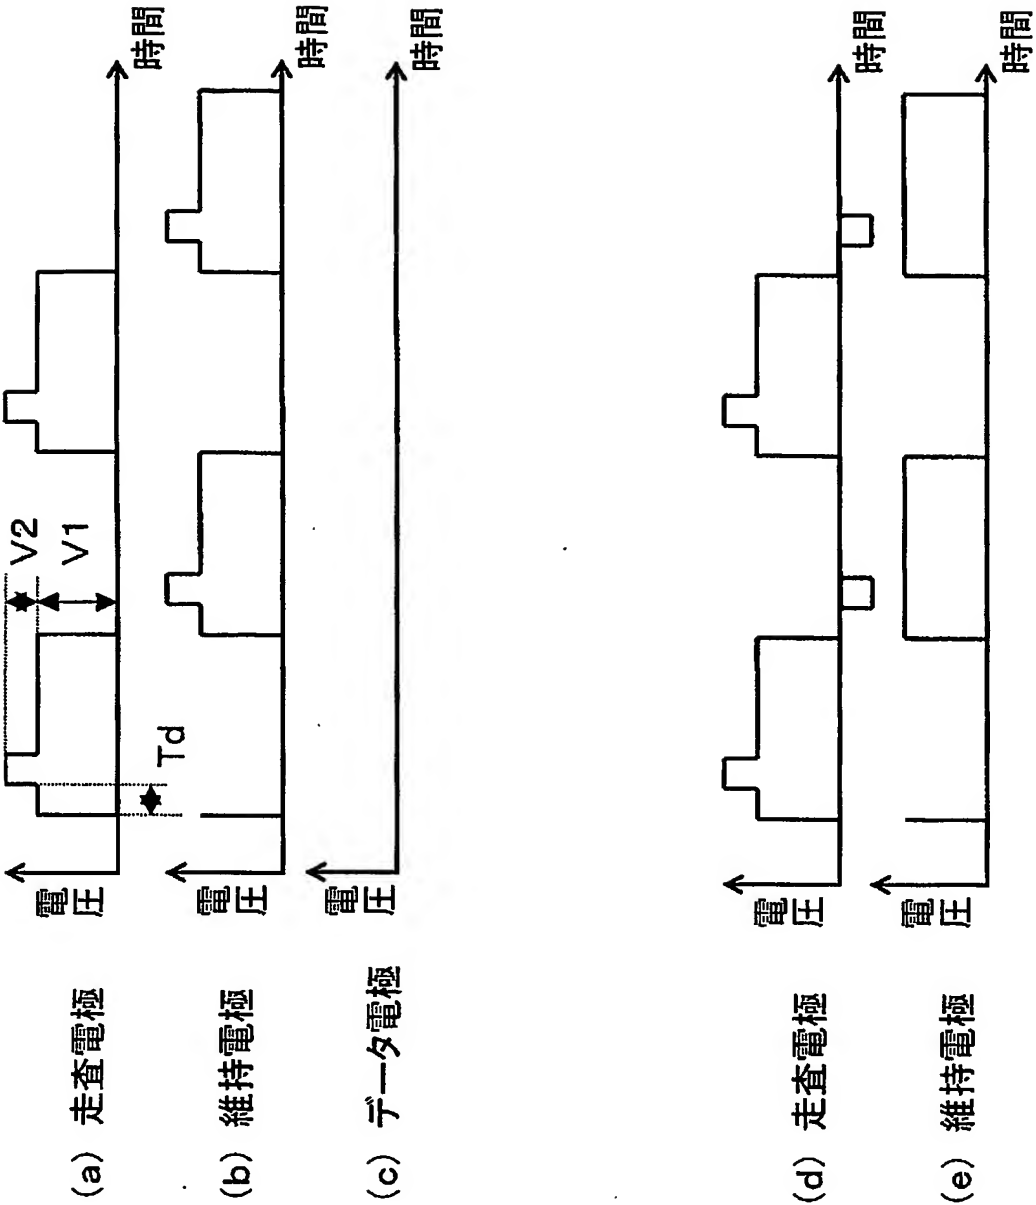 (a) 走査電極
電圧
V2
V1
Td
時間
(b) 維持電極
電圧
時間
(c) データ電極
電圧
時間
(d) 走査電極
電圧
時間
(e) 維持電極
電圧
時間